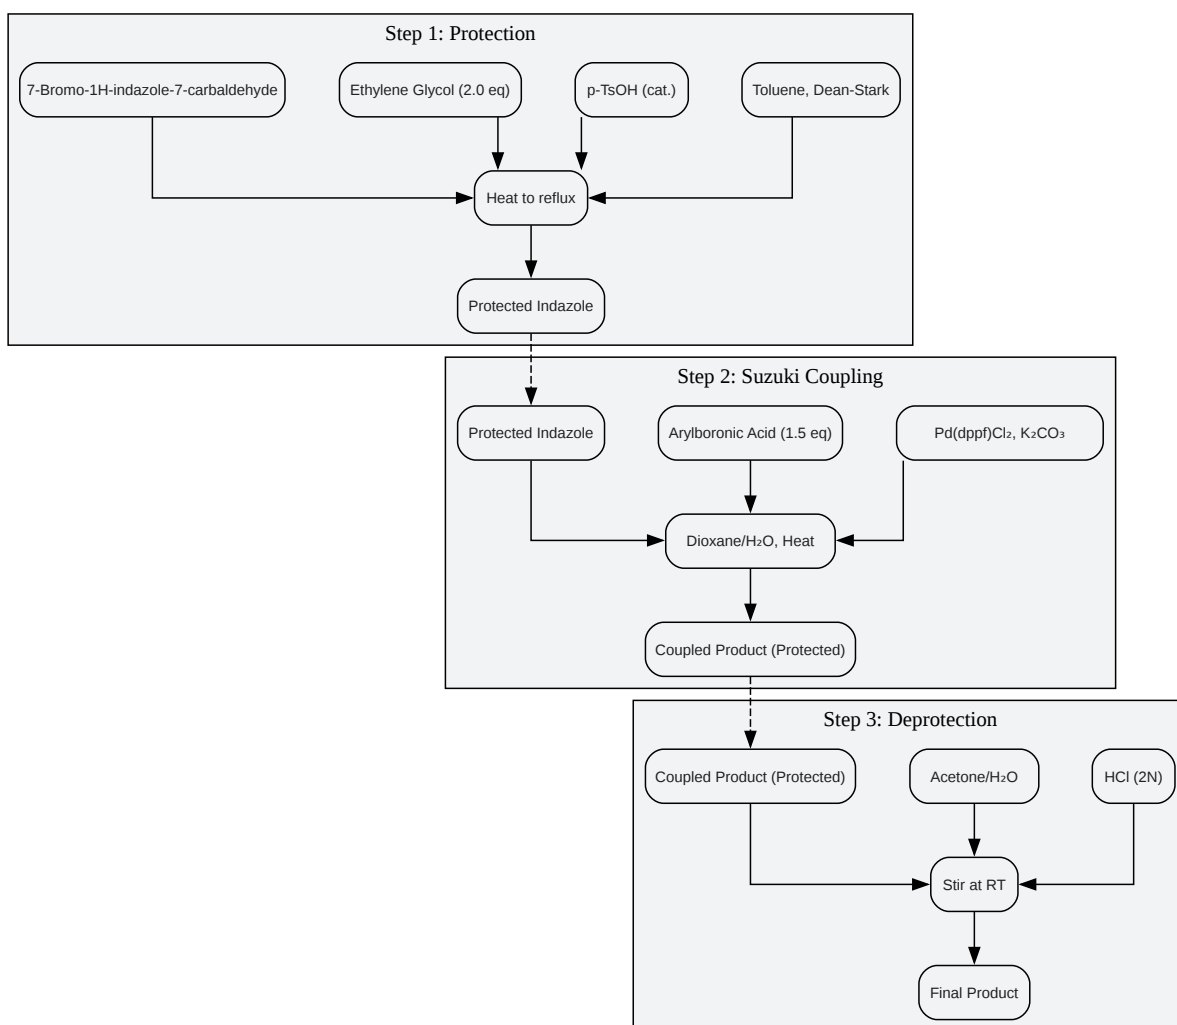 Step 1: Protection
7-Bromo-1H-indazole-7-carbaldehyde
Ethylene Glycol (2.0 eq)
p-TsOH (cat.)
Toluene, Dean-Stark
Heat to reflux
Protected Indazole
Step 2: Suzuki Coupling
Protected Indazole
Arylboronic Acid (1.5 eq)
Pd(dppf)Cl₂, K₂CO₃
Dioxane/H₂O, Heat
Coupled Product (Protected)
Step 3: Deprotection
Coupled Product (Protected)
Acetone/H₂O
HCl (2N)
Stir at RT
Final Product